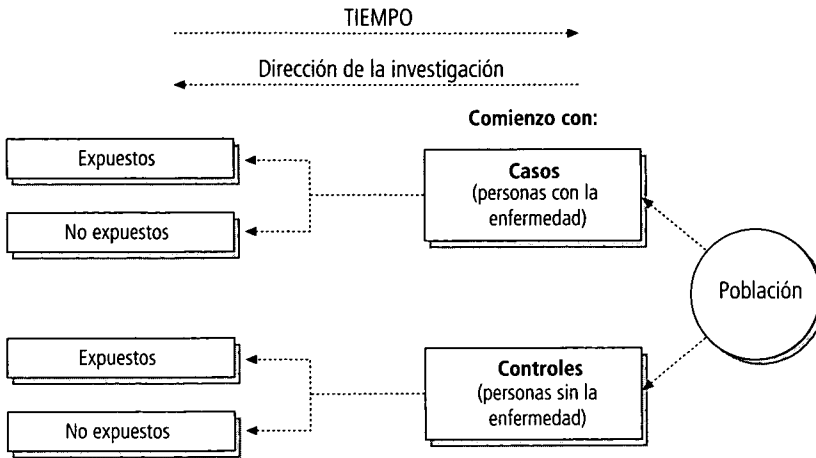 TIEMPO
Dirección de la investigación
Comienzo con:
Expuestos
No expuestos
Casos
(personas con la
enfermedad)
Población
Expuestos
No expuestos
Controles
(personas sin la
enfermedad)